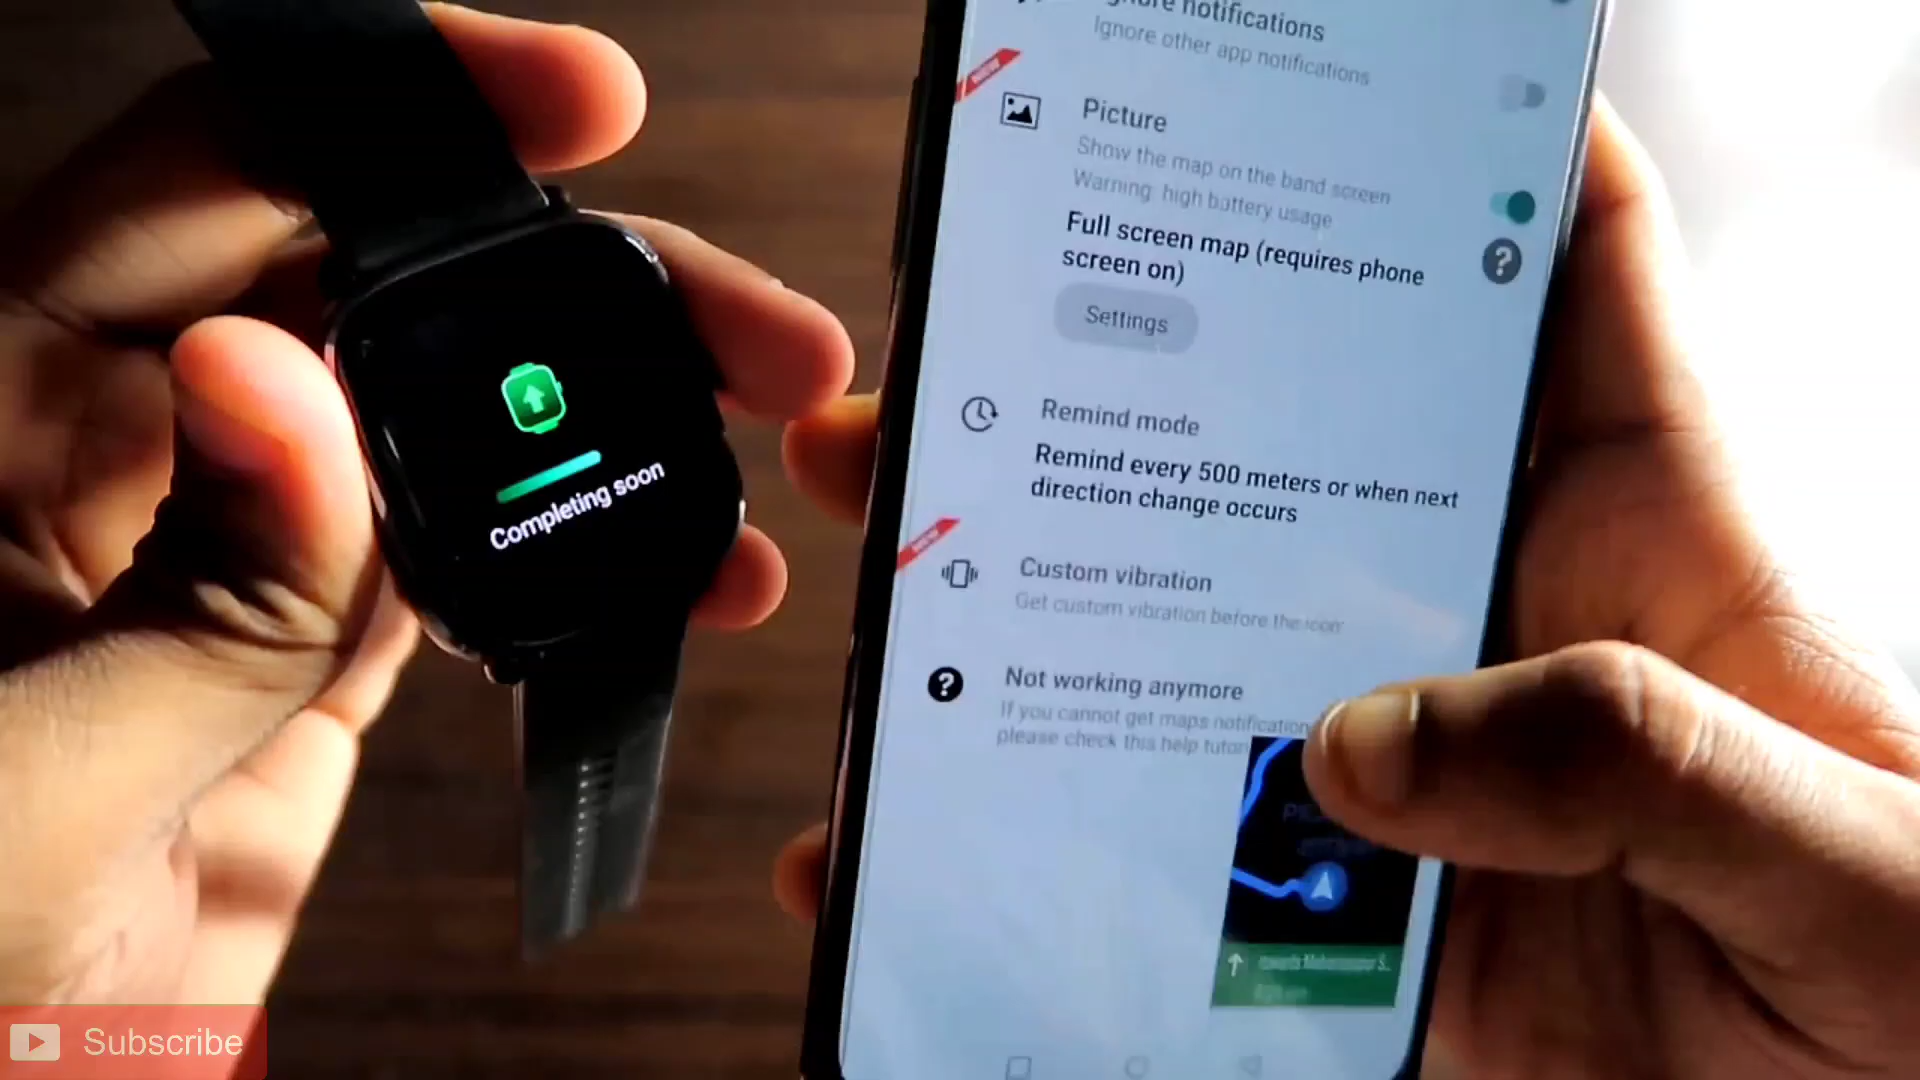 notifications
Ignore other app notifications
NEW
Picture
Show the map on the band screen
Warning: high battery usage
Full screen map (requires phone
screen on)
?
Settings
Remind mode
Remind every 500 meters or when next
direction change occurs
NEW
Custom vibration
Get custom vibration before the icon
?
Not working anymore
If you cannot get maps notification
please check this help
Completing soon
Subscribe